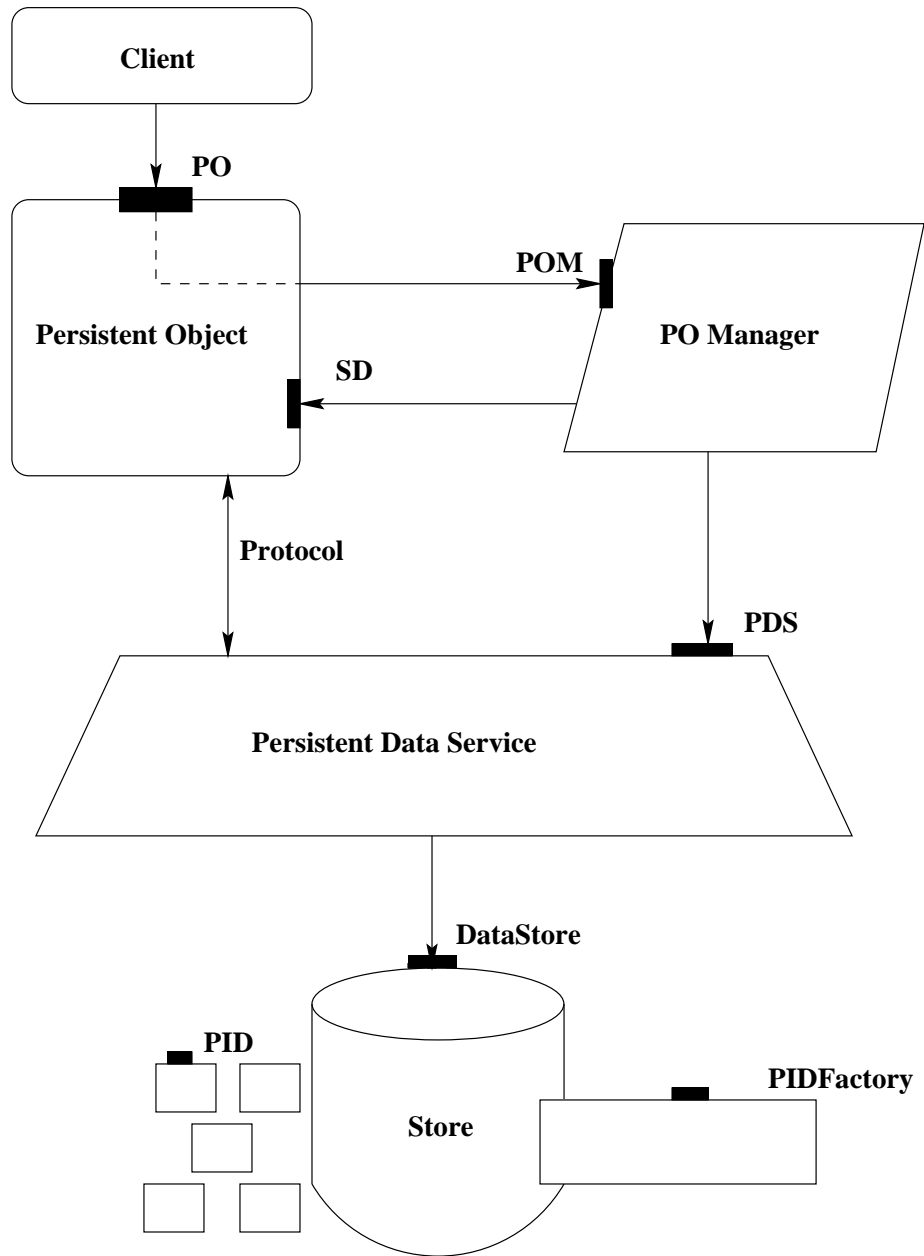 Client
PO
POM
Persistent Object
PO Manager
SD
Protocol
PDS
Persistent Data Service
DataStore
PID
PIDFactory
Store